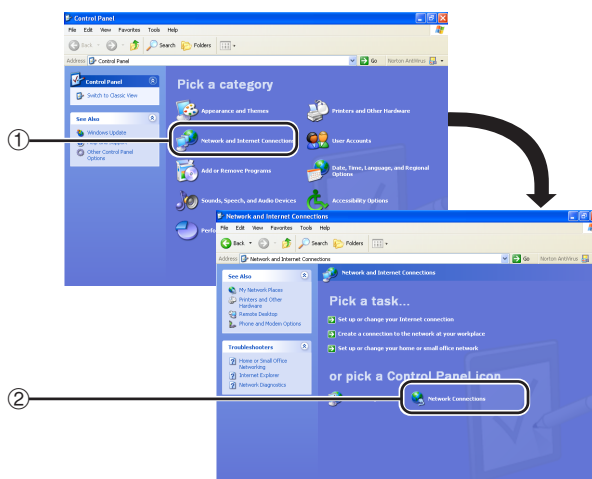 Control Panel
File Edit View Favorites Tools Help
Back Search Folders
Address Control Panel Go Norton AntiVirus
Control Panel
Switch to Classic View
See Also
Windows Update
Help and Support
Other Control Panel
Options
Pick a category
Appearance and Themes
Printers and Other Hardware
Network and Internet Connections
User Accounts
Add or Remove Programs
Date, Time, Language, and Regional
Options
Sounds, Speech, and Audio Devices
Accessibility Options
Perfo
1
Network and Internet Connections
File Edit View Favorites Tools Help
Back Search Folders
Address Network and Internet Connections Go Norton AntiVirus
See Also
My Network Places
Printers and Other
Hardware
Remote Desktop
Phone and Modem Options
Troubleshooters
Home or Small Office
Networking
Internet Explorer
Network Diagnostics
Network and Internet Connections
Pick a task...
Set up or change your Internet connection
Create a connection to the network at your workplace
Set up or change your home or small office network
or pick a Control Panel icon
Network Connections
2